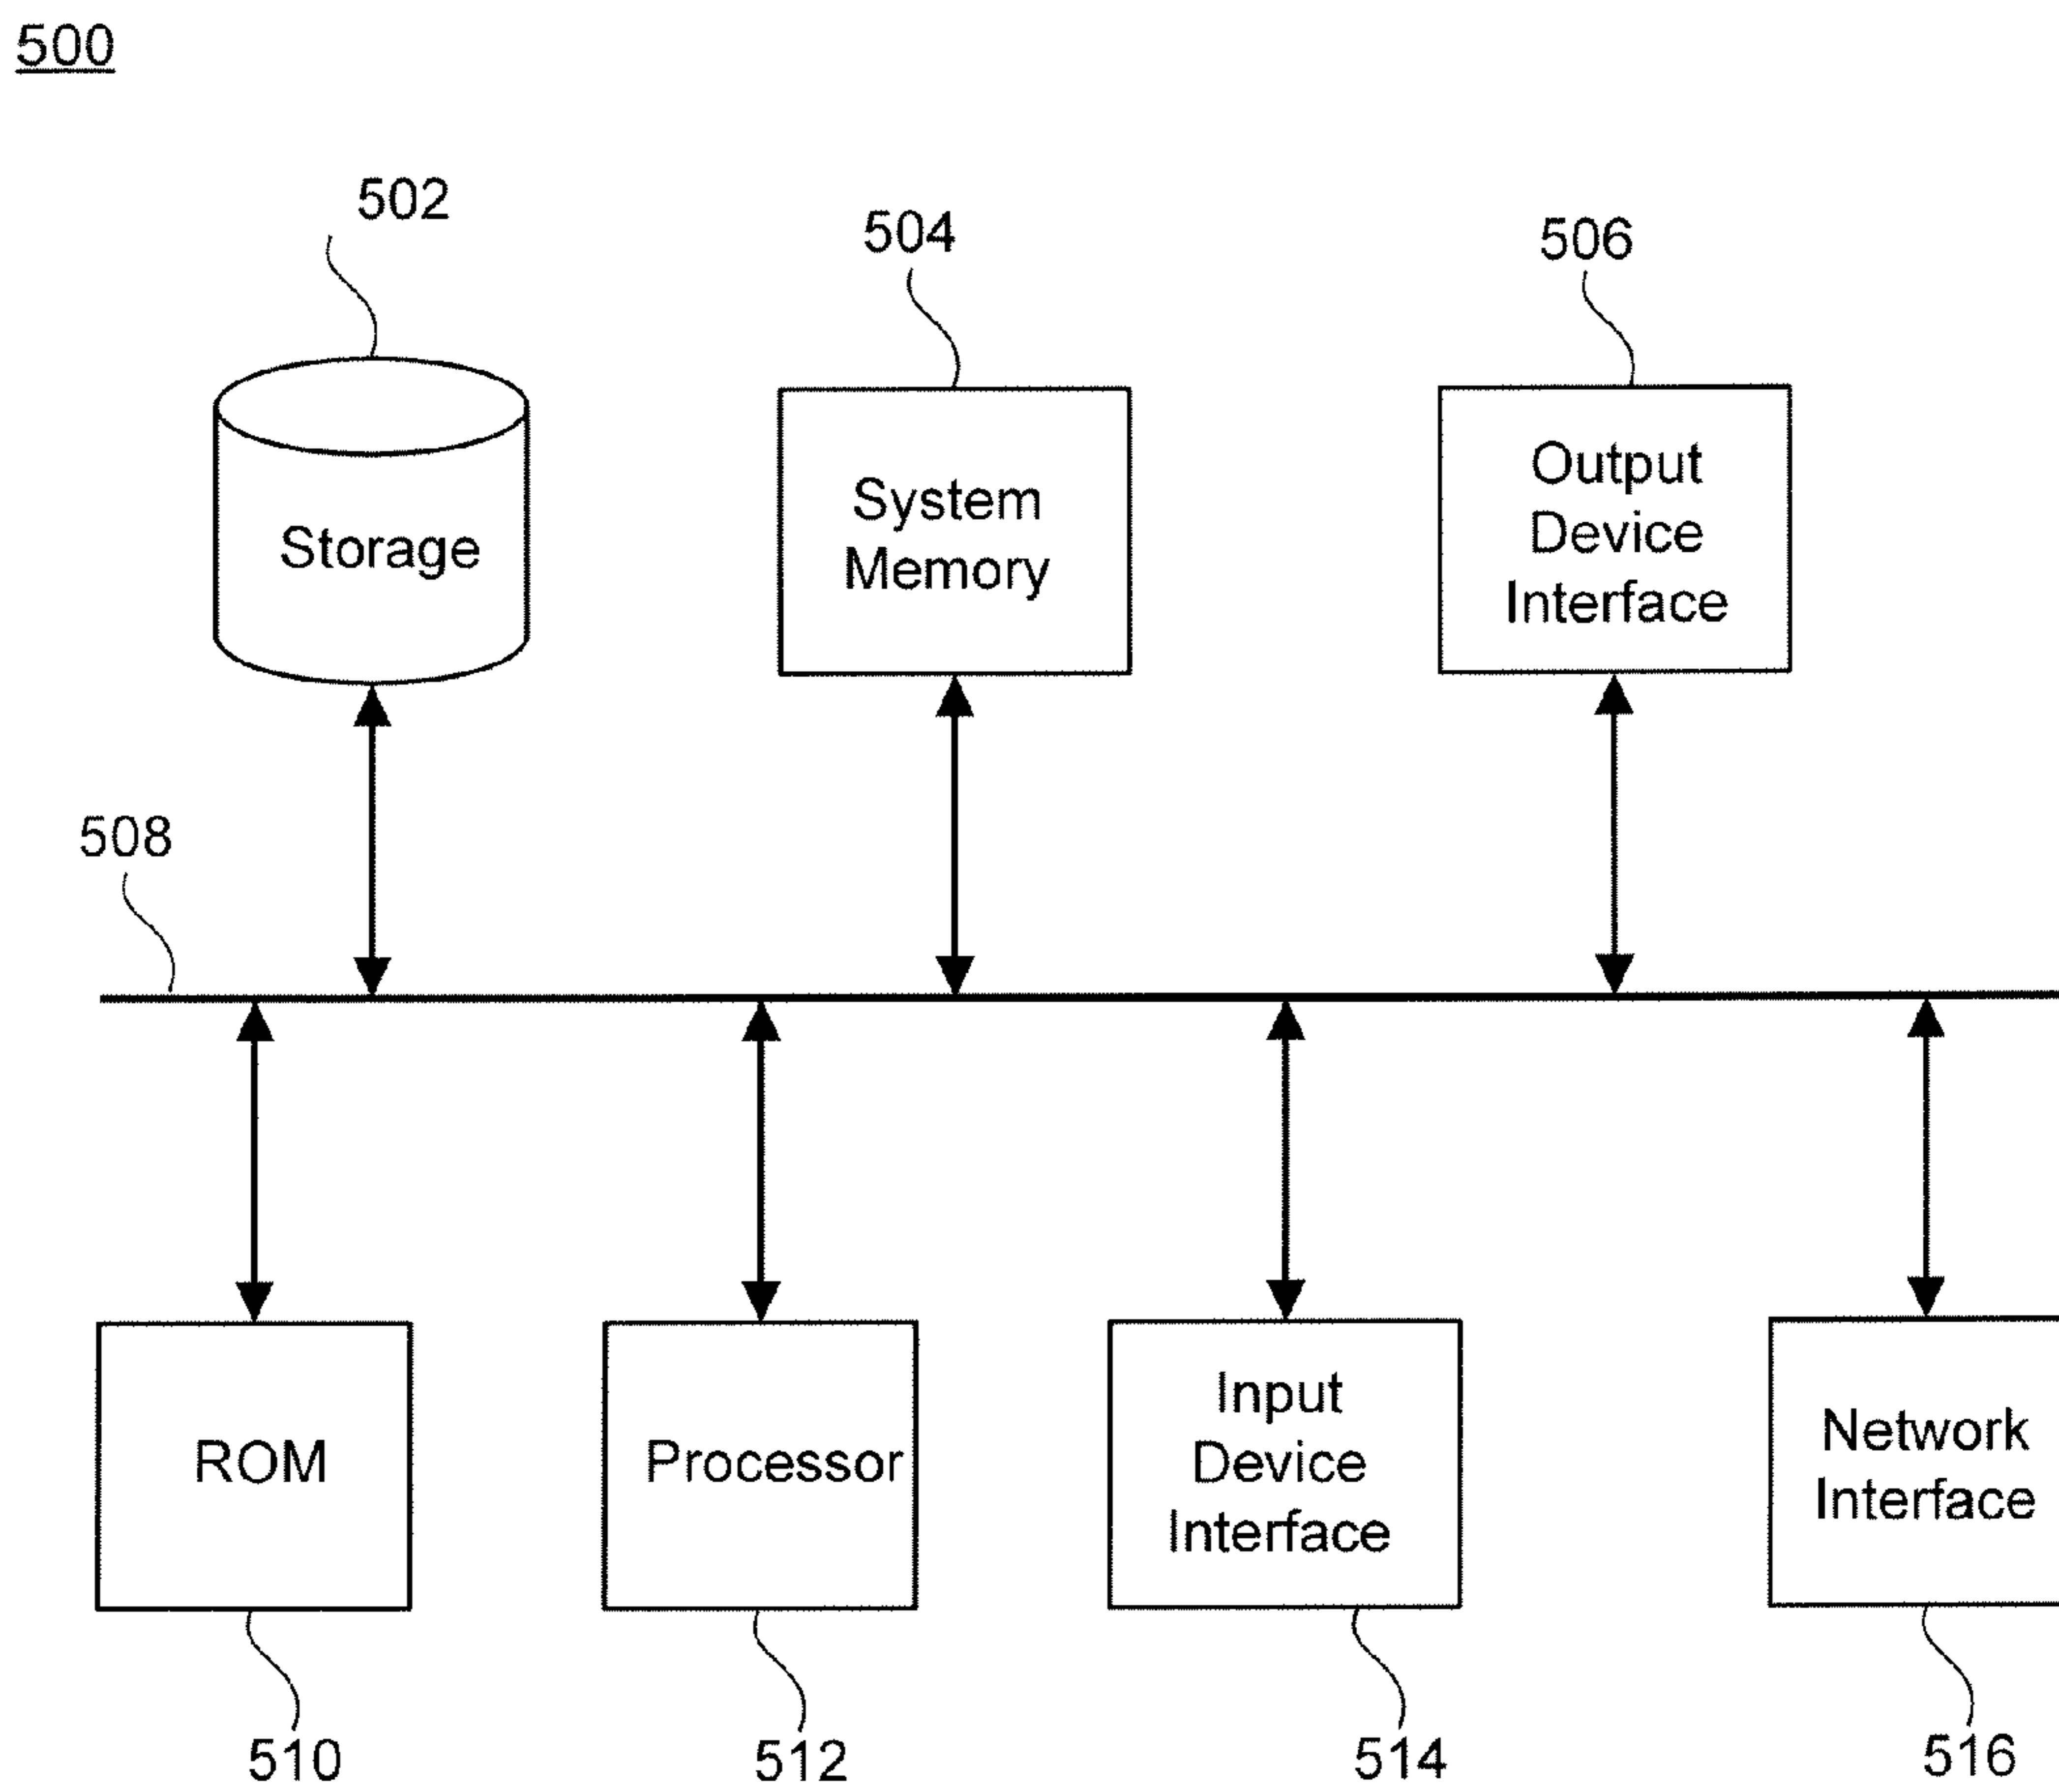 500
502
504
506
Storage
System
Memory
Output
Device
Interface
508
ROM
Processor
Input
Device
Interface
Network
Interface
510
512
514
516